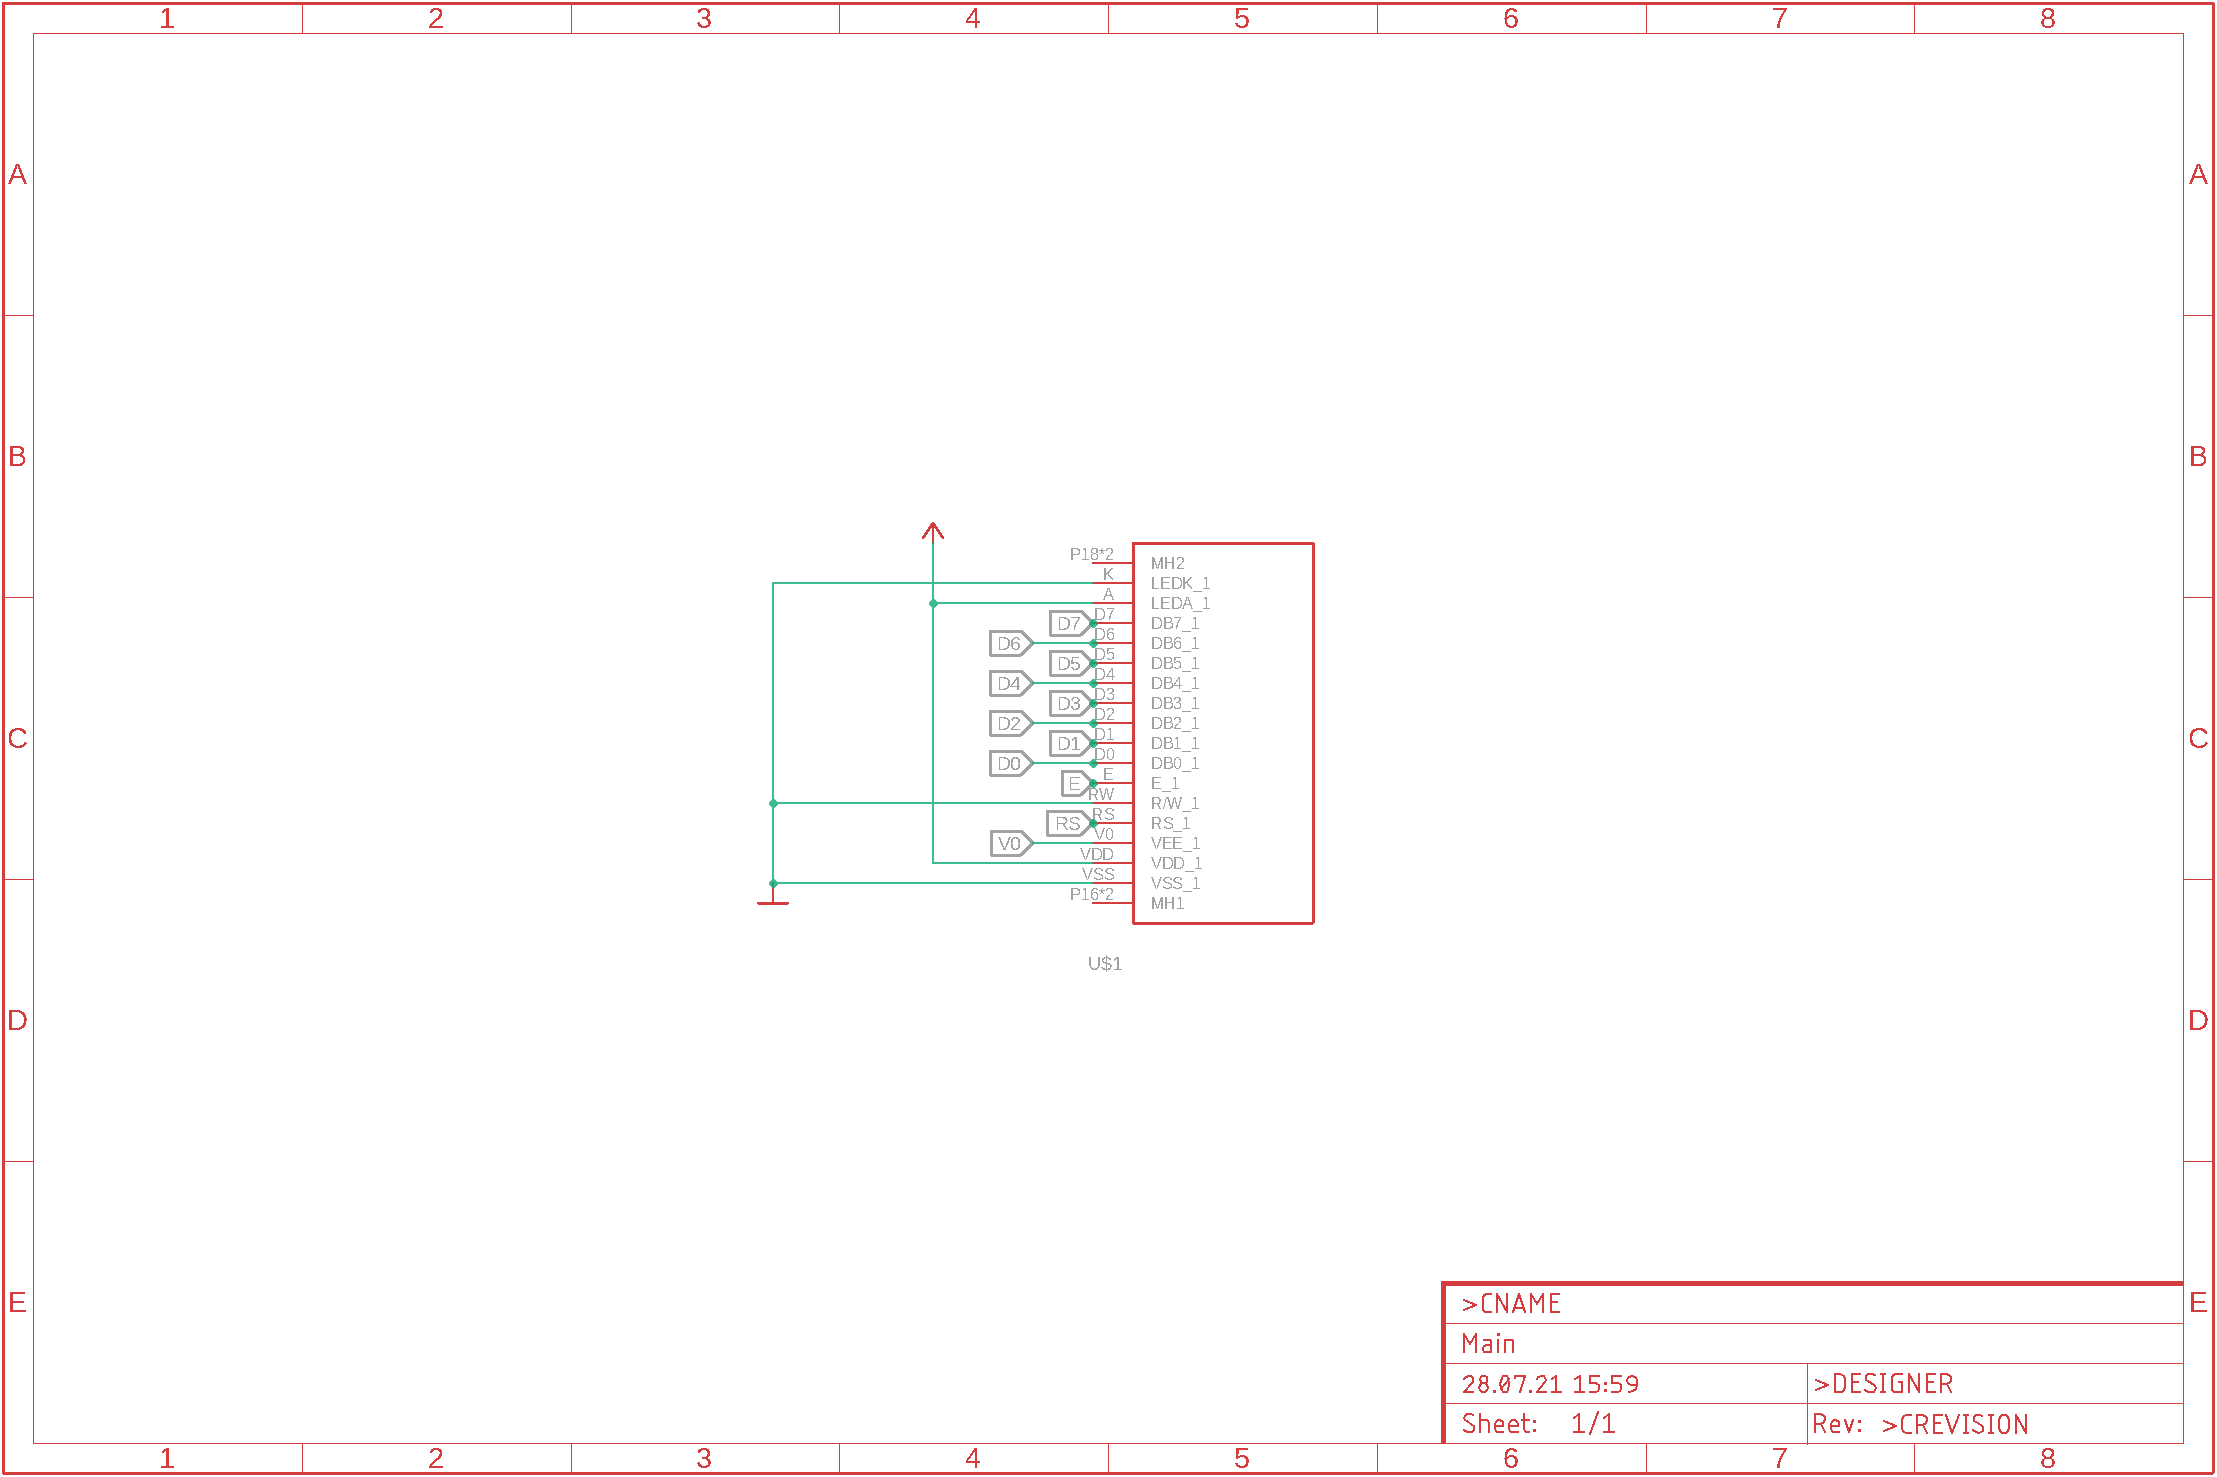 1 2 3 4 5 6 7 8
A A
B B
P18*2 MH2
K LEDK_1
A LEDA_1
D7 D7 DB7_1
D6 D6 DB6_1
D5 D5 DB5_1
D4 D4 DB4_1
D3 D3 DB3_1
D2 D2 DB2_1
C C
D1 D1 DB1_1
D0 D0 DB0_1
E E E_1
RW R/W_1
RS RS RS_1
V0 V0 VEE_1
VDD VDD_1
VSS VSS_1
P16*2 MH1
U$1
D D
E E
>CNAME
Main
28.07.21 15:59 >DESIGNER
Sheet: 1/1 Rev: >CREVISION
1 2 3 4 5 6 7 8